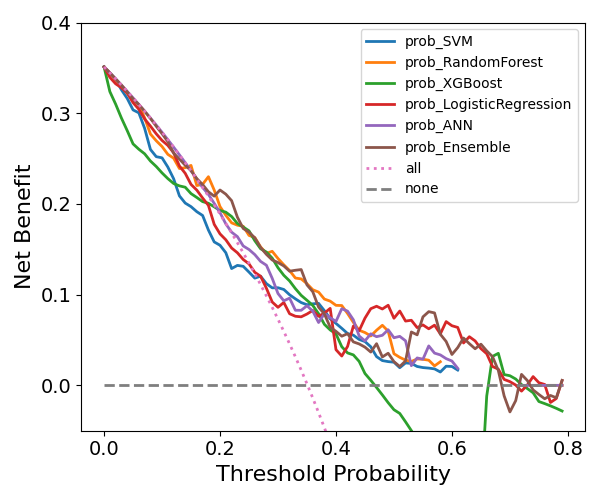 0.4
0.3
0.2
0.1
0.0
Net Benefit
prob_SVM
prob_RandomForest
prob_XGBoost
prob_LogisticRegression
prob_ANN
prob_Ensemble
all
none
0.0 0.2 0.4 0.6 0.8
Threshold Probability